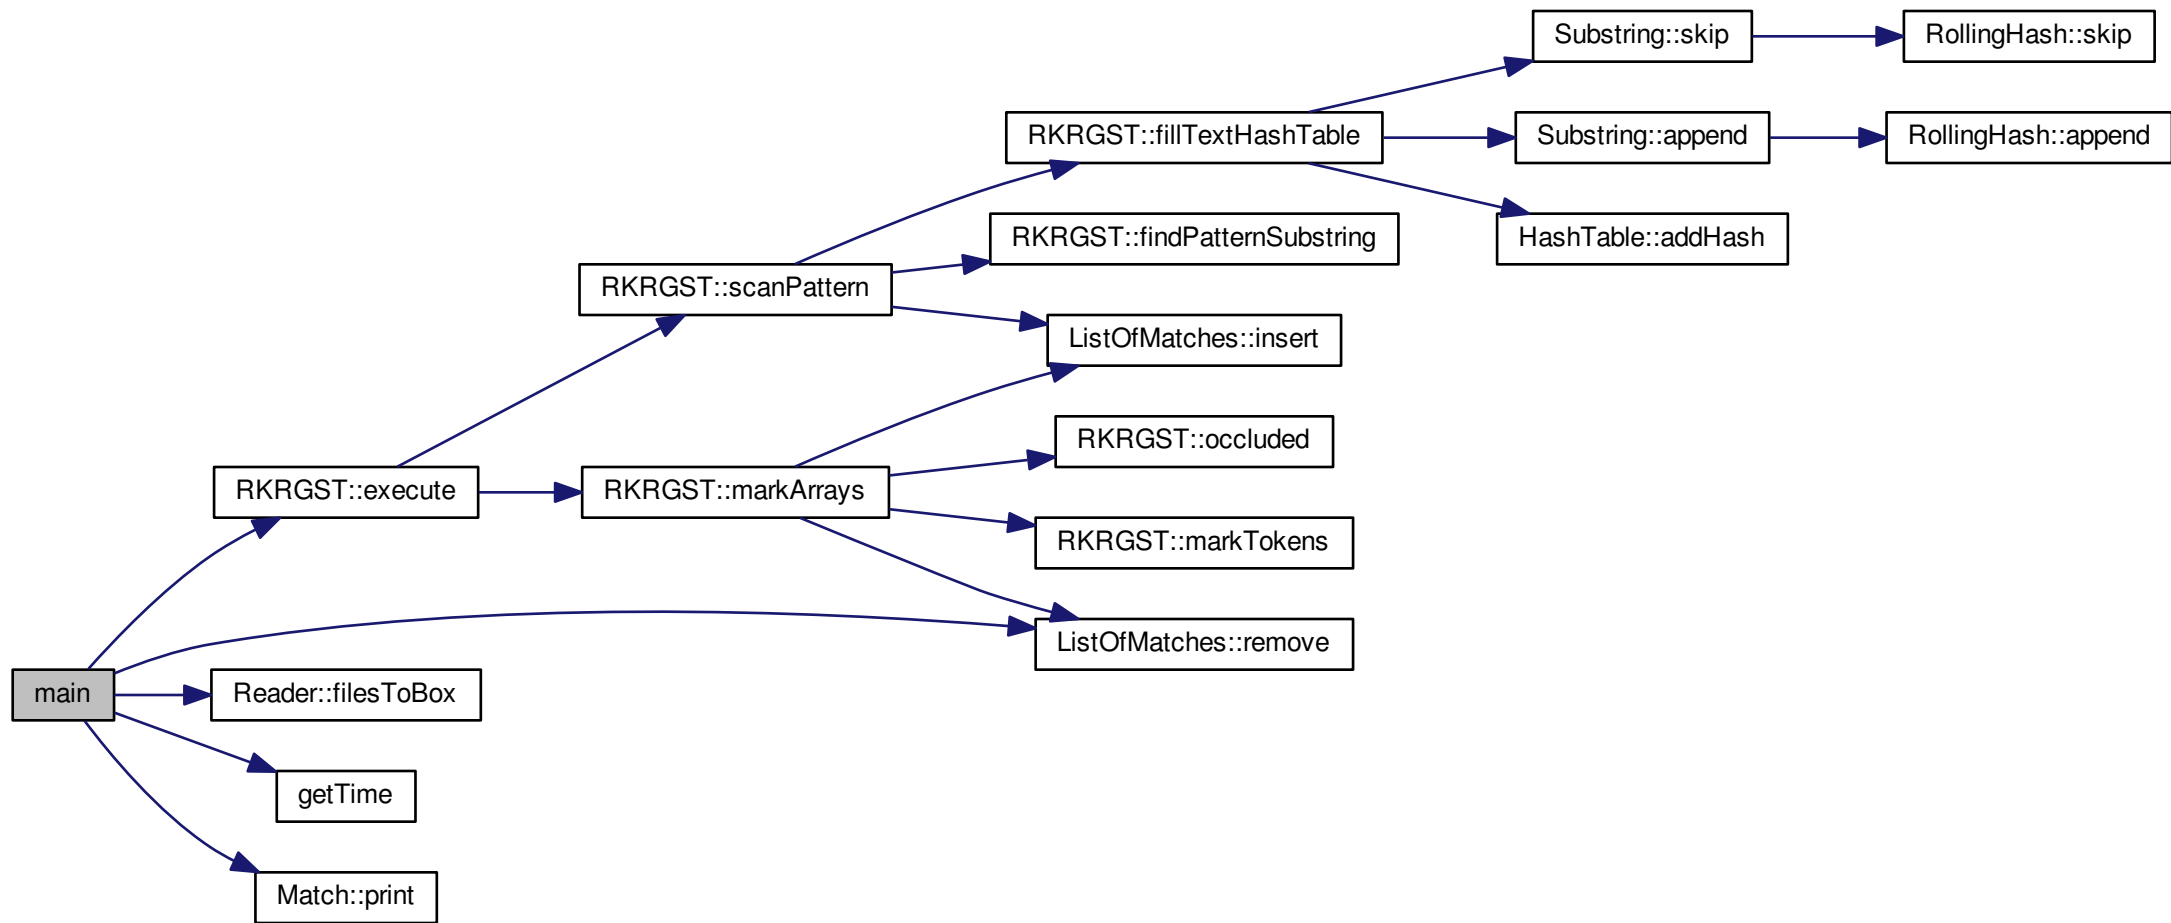 Substring::skip
RollingHash::skip
RKRGST::fillTextHashTable
Substring::append
RollingHash::append
RKRGST::findPatternSubstring
HashTable::addHash
RKRGST::scanPattern
ListOfMatches::insert
RKRGST::occluded
RKRGST::execute
RKRGST::markArrays
RKRGST::markTokens
ListOfMatches::remove
main
Reader::filesToBox
getTime
Match::print